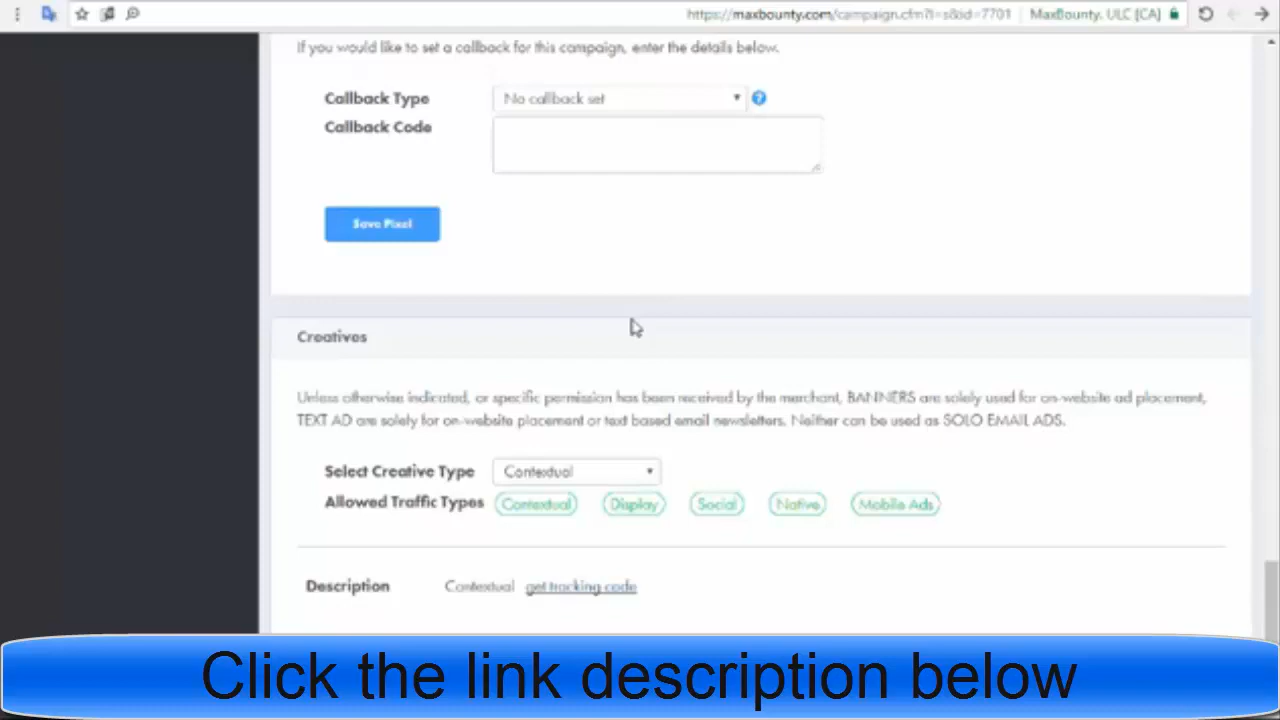 https://maxbounty.com/campaign.cfm?l=s&id=7701 MaxBounty, ULC [CA]
If you would like to set a callback for this campaign, enter the details below.
Callback Type No callback set ?
Callback Code
Save Pixel
Creatives
Unless otherwise indicated, or specific permission has been received by the merchant, BANNERS are solely used for on-website ad placement,
TEXT AD are solely for on-website placement or text based email newsletters. Neither can be used as SOLO EMAIL ADS.
Select Creative Type Contextual
Allowed Traffic Types Contextual Display Social Native Mobile Ads
Description Contextual get tracking code
Click the link description below